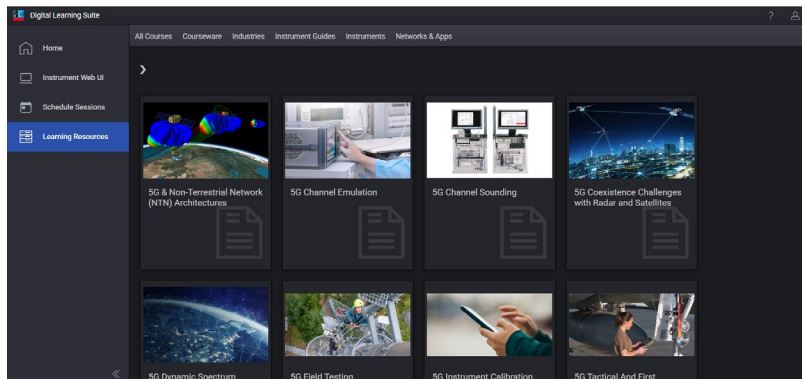 Digital Learning Suite
?
Home
Instrument Web UI
Schedule Sessions
Learning Resources
All Courses Courseware Industries Instrument Guides Instruments Networks & Apps
5G & Non-Terrestrial Network
(NTN) Architectures
5G Channel Emulation
5G Channel Sounding
5G Coexistence Challenges
with Radar and Satellites
5G Dynamic Spectrum
5G Field Testing
5G Instrument Calibration
5G Tactical And First